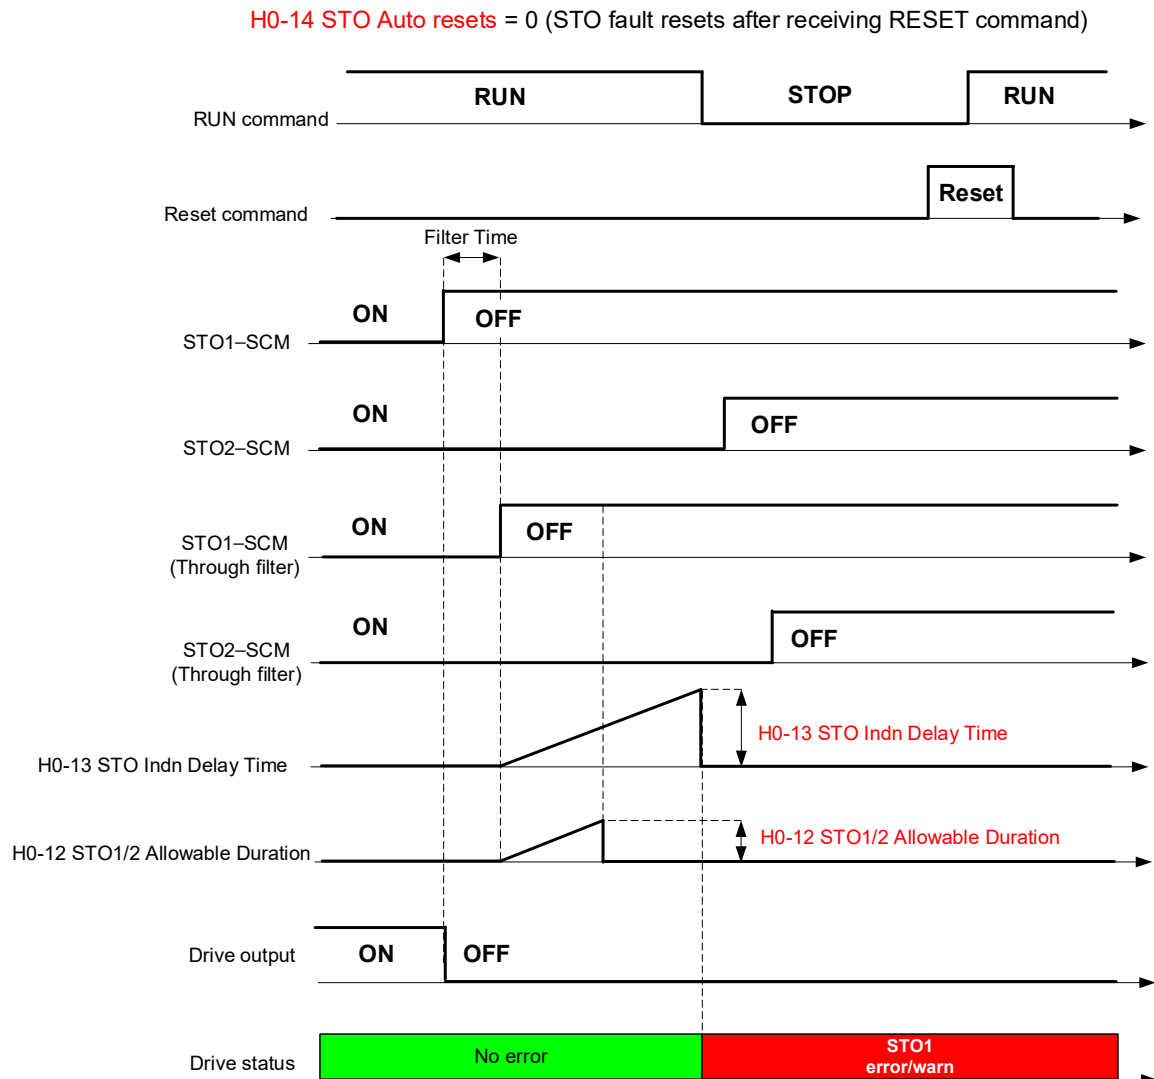 H0-14 STO Auto resets = 0 (STO fault resets after receiving RESET command)
RUN
STOP
RUN
RUN command
Reset
Reset command
Filter Time
ON
OFF
STO1–SCM
ON
OFF
STO2–SCM
ON
OFF
STO1–SCM
(Through filter)
ON
OFF
STO2–SCM
(Through filter)
H0-13 STO Indn Delay Time
H0-13 STO Indn Delay Time
H0-12 STO1/2 Allowable Duration
H0-12 STO1/2 Allowable Duration
Drive output
ON
OFF
Drive status
No error
STO1
error/warn